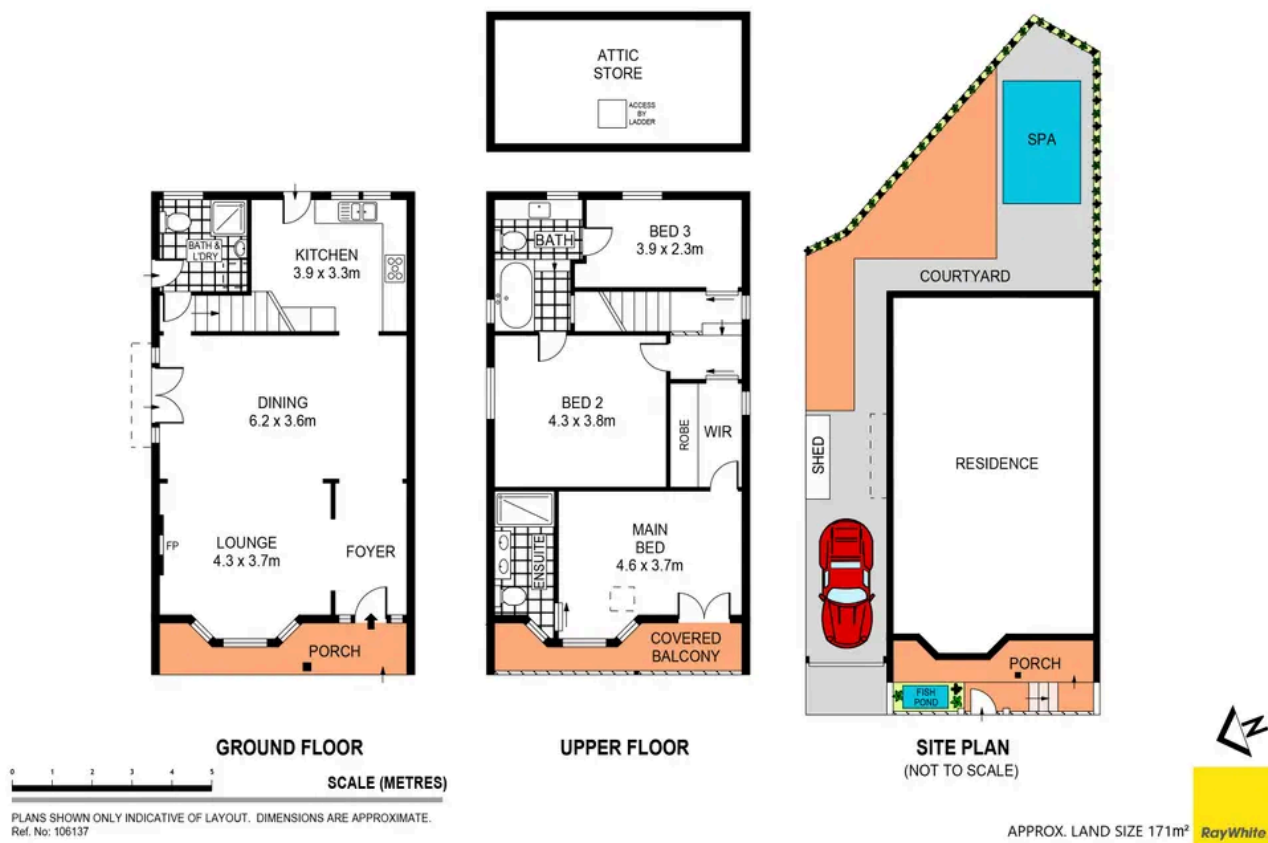 ATTIC
STORE
ACCESS
BY
LADDER
BATH &
L'DRY
KITCHEN
3.9 x 3.3m
DINING
6.2 x 3.6m
FP
LOUNGE
4.3 x 3.7m
FOYER
PORCH
GROUND FLOOR
BATH
BED 3
3.9 x 2.3m
BED 2
4.3 x 3.8m
ROBE
WIR
ENSUITE
MAIN
BED
4.6 x 3.7m
COVERED
BALCONY
UPPER FLOOR
SPA
COURTYARD
SHED
RESIDENCE
PORCH
FISH
POND
SITE PLAN
(NOT TO SCALE)
N
0 1 2 3 4 5
SCALE (METRES)
PLANS SHOWN ONLY INDICATIVE OF LAYOUT. DIMENSIONS ARE APPROXIMATE.
Ref. No: 106137
APPROX. LAND SIZE 171m²
RayWhite